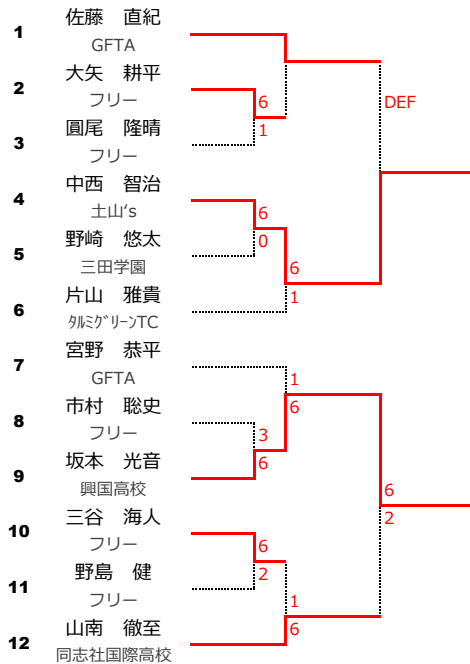 佐藤　直紀
1
GFTA
大矢　耕平
2
フリー
6
1
DEF
圓尾　隆晴
3
フリー
中西　智治
4
土山's
6
0
野崎　悠太
5
三田学園
6
1
片山　雅貴
6
ﾀﾙﾐｸﾞﾘｰﾝTC
宮野　恭平
7
GFTA
1
6
市村　聡史
8
フリー
3
6
坂本　光音
9
興国高校
6
2
三谷　海人
10
フリー
6
2
野島　健
11
フリー
1
6
山南　徹至
12
同志社国際高校